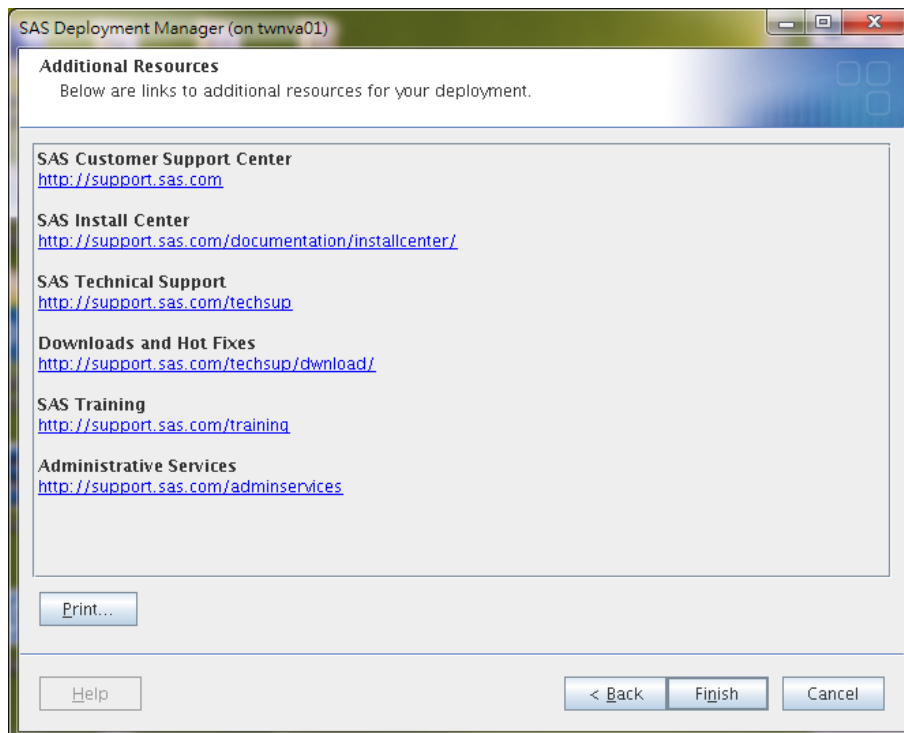 SAS Deployment Manager (on twnva01)
Additional Resources
Below are links to additional resources for your deployment.
SAS Customer Support Center
http://support.sas.com
SAS Install Center
http://support.sas.com/documentation/installcenter/
SAS Technical Support
http://support.sas.com/techsup
Downloads and Hot Fixes
http://support.sas.com/techsup/dwnload/
SAS Training
http://support.sas.com/training
Administrative Services
http://support.sas.com/adminservices
Print...
Help
< Back
Finish
Cancel